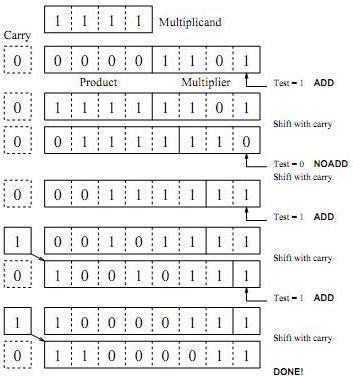 1 1 1 1 Multiplicand
Carry
0 0 0 0 0 1 1 0 1
Product Multiplier
Test = 1 ADD
0 1 1 1 1 1 1 0 1
Shift with carry
0 0 1 1 1 1 1 1 0
Test = 0 NOADD
Shift with carry
0 0 0 1 1 1 1 1 1
Test = 1 ADD
1 0 0 1 0 1 1 1 1
Shift with carry
0 1 0 0 1 0 1 1 1
Test = 1 ADD
1 1 0 0 0 0 1 1 1
Shift with carry
0 1 1 0 0 0 0 1 1
DONE!